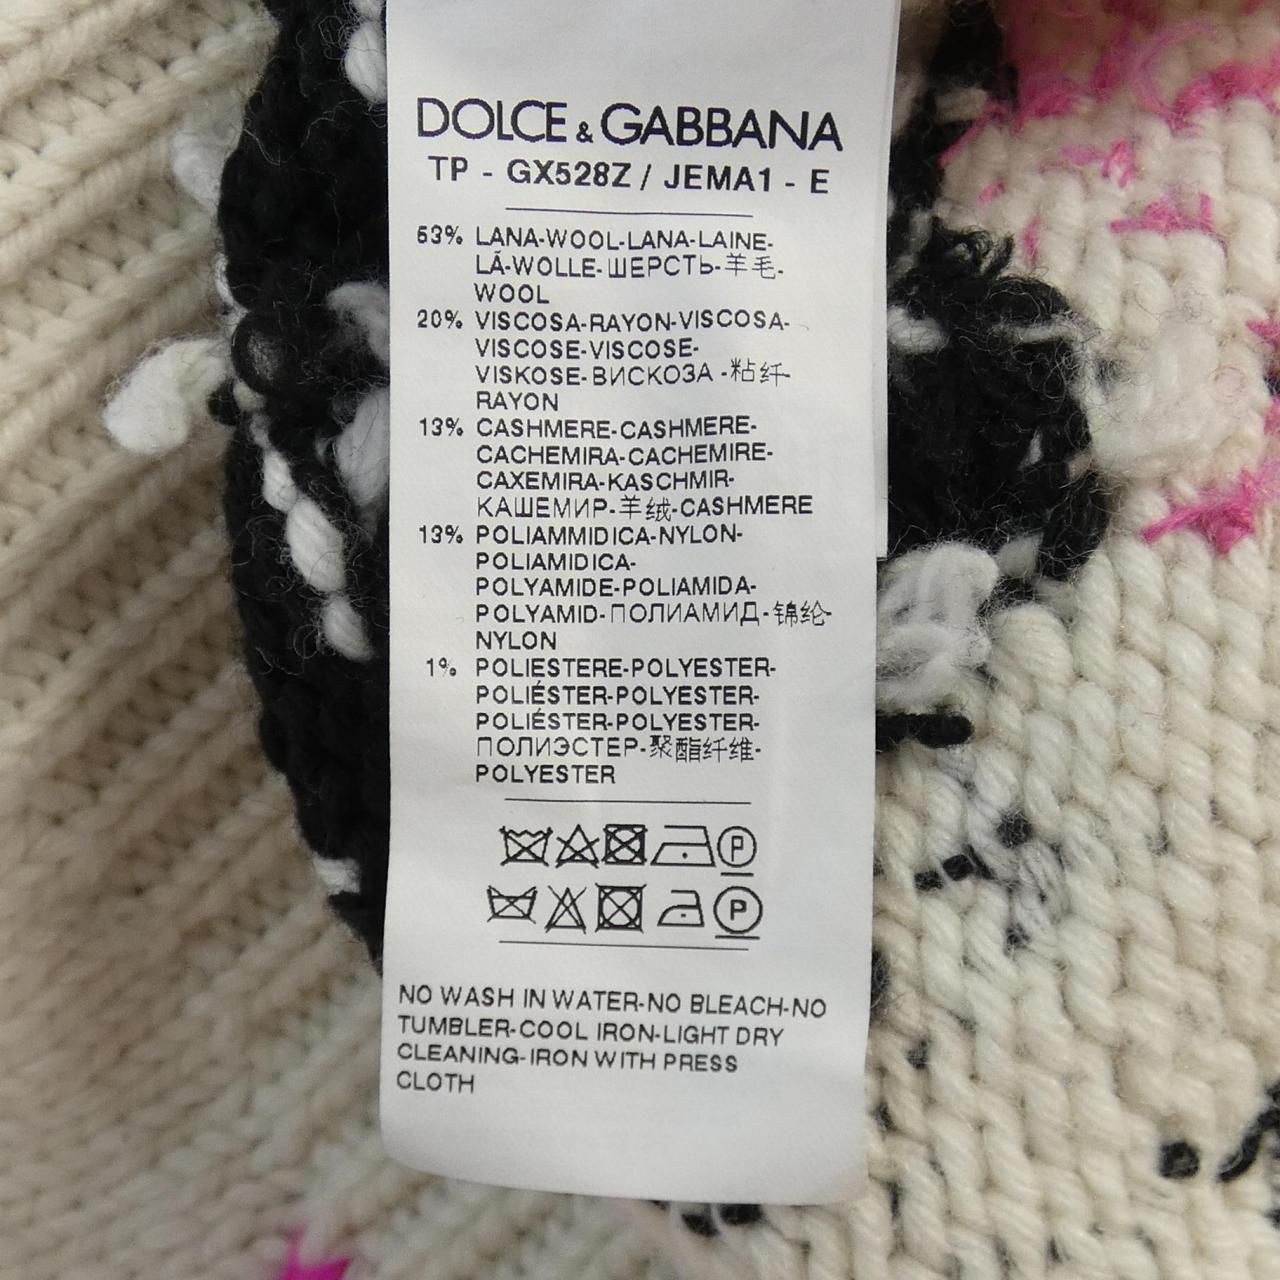 DOLCE & GABBANA
TP - GX528Z / JEMA1 - E
53% LANA-WOOL-LANA-LAINE-
LÃ-WOLLE-ШЕРСТЬ-羊毛-
WOOL
20% VISCOSA-RAYON-VISCOSA-
VISCOSE-VISCOSE-
VISKOSE-ВИСКОЗА -粘纤-
RAYON
13% CASHMERE-CASHMERE-
CACHEMIRA-CACHEMIRE-
CAXEMIRA-KASCHMIR-
КАШЕМИР-羊绒-CASHMERE
13% POLIAMMIDICA-NYLON-
POLIAMIDICA-
POLYAMIDE-POLIAMIDA-
POLYAMID-ПОЛИАМИД-锦纶-
NYLON
1% POLIESTERE-POLYESTER-
POLIÉSTER-POLYESTER-
POLIÉSTER-POLYESTER-
ПОЛИЭСТЕР-聚酯纤维-
POLYESTER
P
P
NO WASH IN WATER-NO BLEACH-NO
TUMBLER-COOL IRON-LIGHT DRY
CLEANING-IRON WITH PRESS
CLOTH